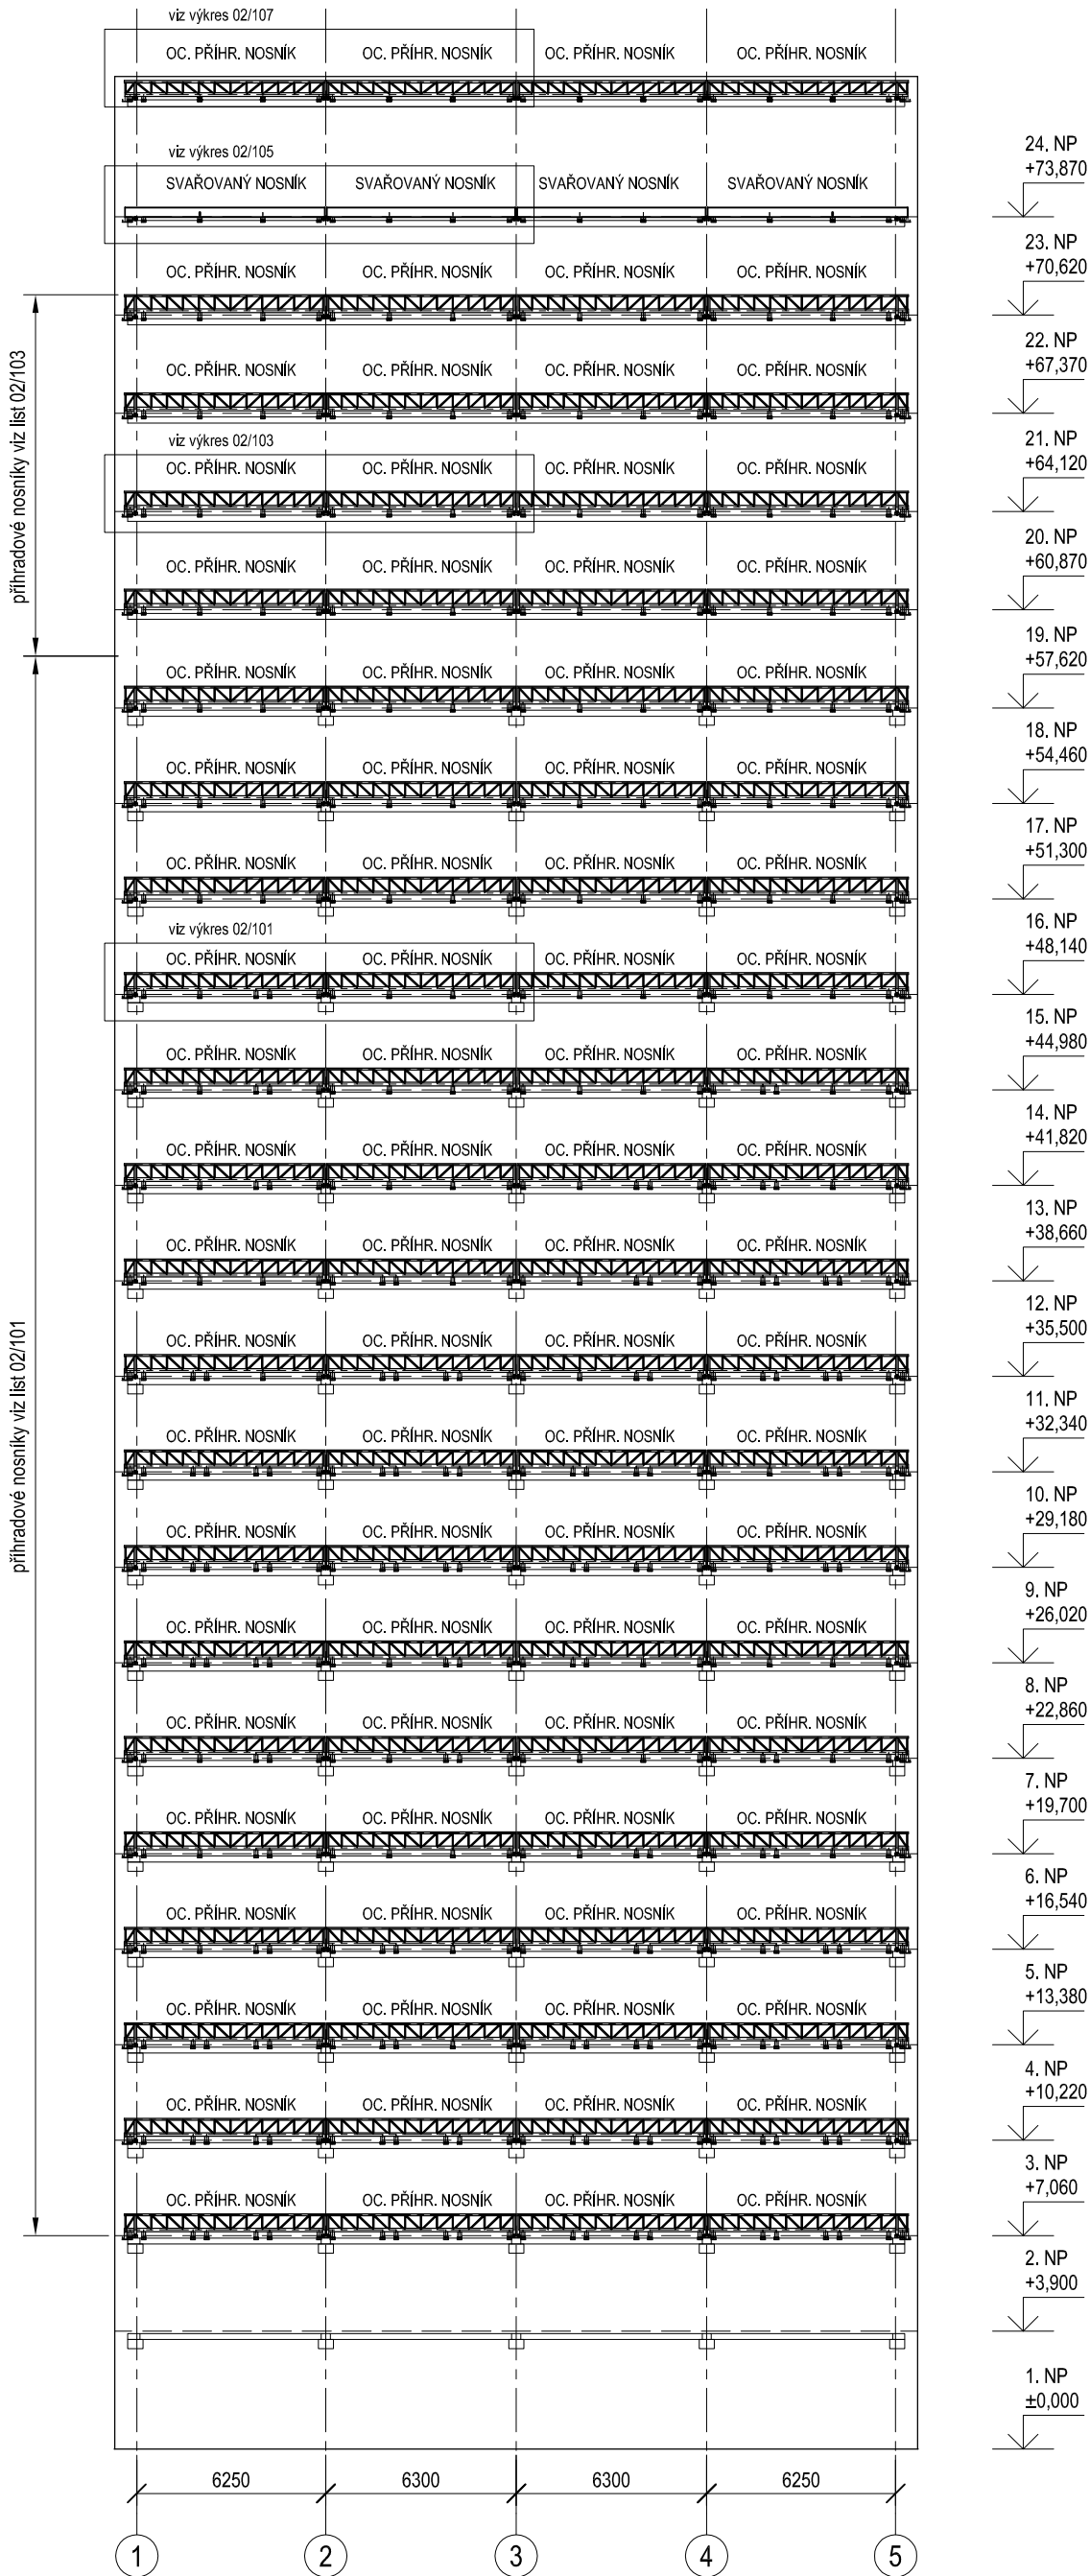 viz výkres 02/107
OC. PŘÍHR. NOSNÍK OC. PŘÍHR. NOSNÍK OC. PŘÍHR. NOSNÍK OC. PŘÍHR. NOSNÍK
24. NP
+73,870
viz výkres 02/105
SVAŘOVANÝ NOSNÍK SVAŘOVANÝ NOSNÍK SVAŘOVANÝ NOSNÍK SVAŘOVANÝ NOSNÍK
23. NP
+70,620
OC. PŘÍHR. NOSNÍK OC. PŘÍHR. NOSNÍK OC. PŘÍHR. NOSNÍK OC. PŘÍHR. NOSNÍK
22. NP
+67,370
OC. PŘÍHR. NOSNÍK OC. PŘÍHR. NOSNÍK OC. PŘÍHR. NOSNÍK OC. PŘÍHR. NOSNÍK
příhradové nosníky viz list 02/103
21. NP
+64,120
viz výkres 02/103
OC. PŘÍHR. NOSNÍK OC. PŘÍHR. NOSNÍK OC. PŘÍHR. NOSNÍK OC. PŘÍHR. NOSNÍK
20. NP
+60,870
OC. PŘÍHR. NOSNÍK OC. PŘÍHR. NOSNÍK OC. PŘÍHR. NOSNÍK OC. PŘÍHR. NOSNÍK
19. NP
+57,620
OC. PŘÍHR. NOSNÍK OC. PŘÍHR. NOSNÍK OC. PŘÍHR. NOSNÍK OC. PŘÍHR. NOSNÍK
18. NP
+54,460
OC. PŘÍHR. NOSNÍK OC. PŘÍHR. NOSNÍK OC. PŘÍHR. NOSNÍK OC. PŘÍHR. NOSNÍK
17. NP
+51,300
OC. PŘÍHR. NOSNÍK OC. PŘÍHR. NOSNÍK OC. PŘÍHR. NOSNÍK OC. PŘÍHR. NOSNÍK
16. NP
+48,140
viz výkres 02/101
OC. PŘÍHR. NOSNÍK OC. PŘÍHR. NOSNÍK OC. PŘÍHR. NOSNÍK OC. PŘÍHR. NOSNÍK
15. NP
+44,980
OC. PŘÍHR. NOSNÍK OC. PŘÍHR. NOSNÍK OC. PŘÍHR. NOSNÍK OC. PŘÍHR. NOSNÍK
14. NP
+41,820
OC. PŘÍHR. NOSNÍK OC. PŘÍHR. NOSNÍK OC. PŘÍHR. NOSNÍK OC. PŘÍHR. NOSNÍK
13. NP
+38,660
OC. PŘÍHR. NOSNÍK OC. PŘÍHR. NOSNÍK OC. PŘÍHR. NOSNÍK OC. PŘÍHR. NOSNÍK
12. NP
+35,500
OC. PŘÍHR. NOSNÍK OC. PŘÍHR. NOSNÍK OC. PŘÍHR. NOSNÍK OC. PŘÍHR. NOSNÍK
příhradové nosníky viz list 02/101
11. NP
+32,340
OC. PŘÍHR. NOSNÍK OC. PŘÍHR. NOSNÍK OC. PŘÍHR. NOSNÍK OC. PŘÍHR. NOSNÍK
10. NP
+29,180
OC. PŘÍHR. NOSNÍK OC. PŘÍHR. NOSNÍK OC. PŘÍHR. NOSNÍK OC. PŘÍHR. NOSNÍK
9. NP
+26,020
OC. PŘÍHR. NOSNÍK OC. PŘÍHR. NOSNÍK OC. PŘÍHR. NOSNÍK OC. PŘÍHR. NOSNÍK
8. NP
+22,860
OC. PŘÍHR. NOSNÍK OC. PŘÍHR. NOSNÍK OC. PŘÍHR. NOSNÍK OC. PŘÍHR. NOSNÍK
7. NP
+19,700
OC. PŘÍHR. NOSNÍK OC. PŘÍHR. NOSNÍK OC. PŘÍHR. NOSNÍK OC. PŘÍHR. NOSNÍK
6. NP
+16,540
OC. PŘÍHR. NOSNÍK OC. PŘÍHR. NOSNÍK OC. PŘÍHR. NOSNÍK OC. PŘÍHR. NOSNÍK
5. NP
+13,380
OC. PŘÍHR. NOSNÍK OC. PŘÍHR. NOSNÍK OC. PŘÍHR. NOSNÍK OC. PŘÍHR. NOSNÍK
4. NP
+10,220
OC. PŘÍHR. NOSNÍK OC. PŘÍHR. NOSNÍK OC. PŘÍHR. NOSNÍK OC. PŘÍHR. NOSNÍK
3. NP
+7,060
OC. PŘÍHR. NOSNÍK OC. PŘÍHR. NOSNÍK OC. PŘÍHR. NOSNÍK OC. PŘÍHR. NOSNÍK
2. NP
+3,900
1. NP
±0,000
6250 6300 6300 6250
1 2 3 4 5